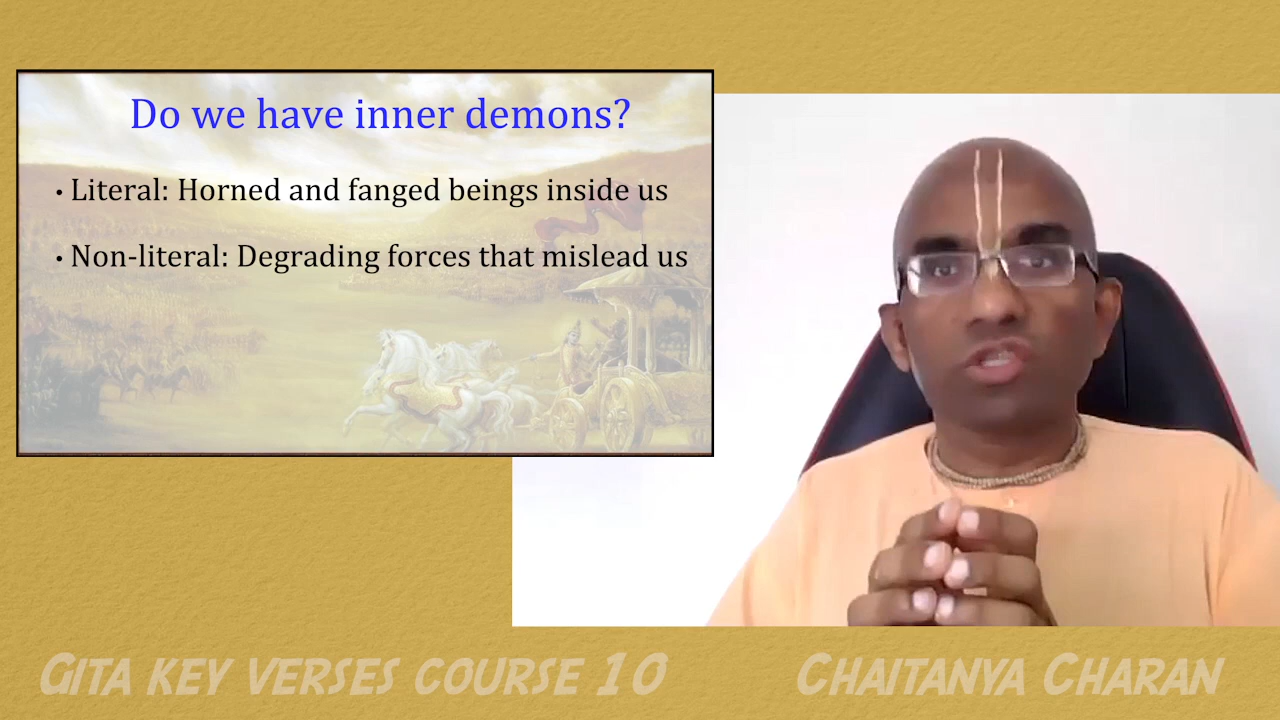 Do we have inner demons?
• Literal: Horned and fanged beings inside us
• Non-literal: Degrading forces that mislead us
GITA KEY VERSES COURSE 10
CHAITANYA CHARAN